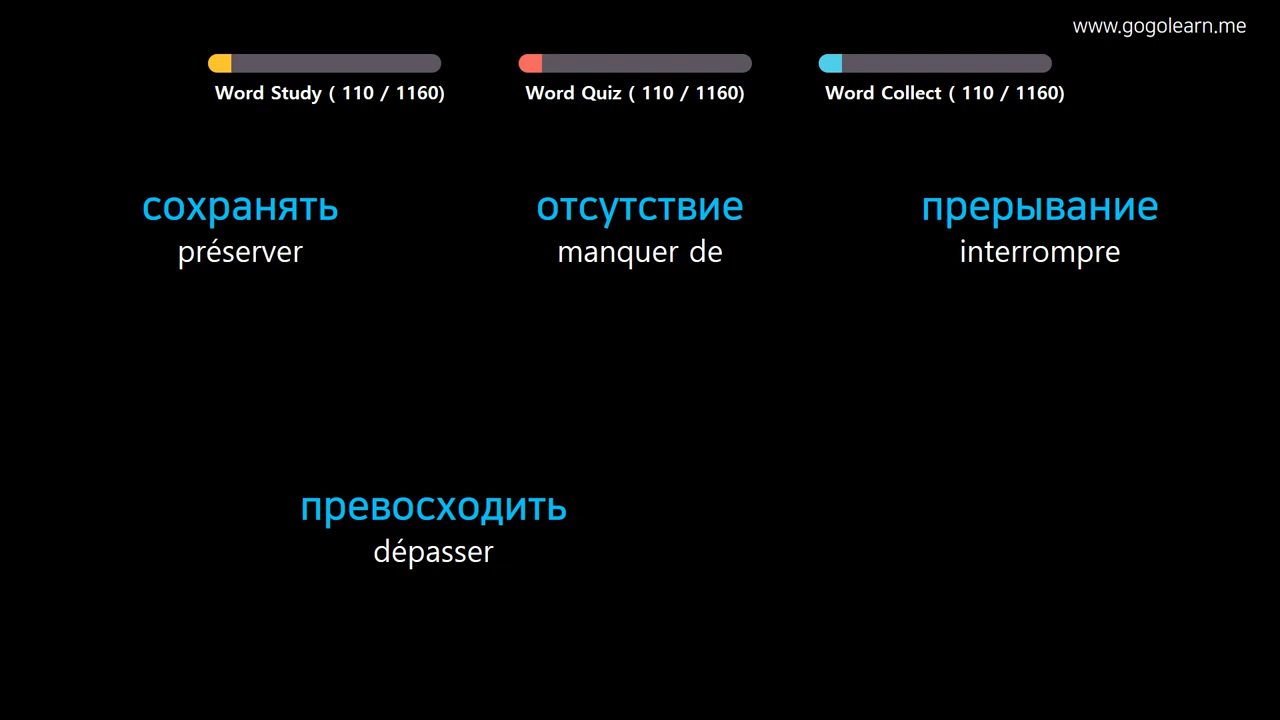 www.gogolearn.me
Word Study ( 110 / 1160)
Word Quiz ( 110 / 1160)
Word Collect ( 110 / 1160)
сохранять
préserver
отсутствие
manquer de
прерывание
interrompre
превосходить
dépasser